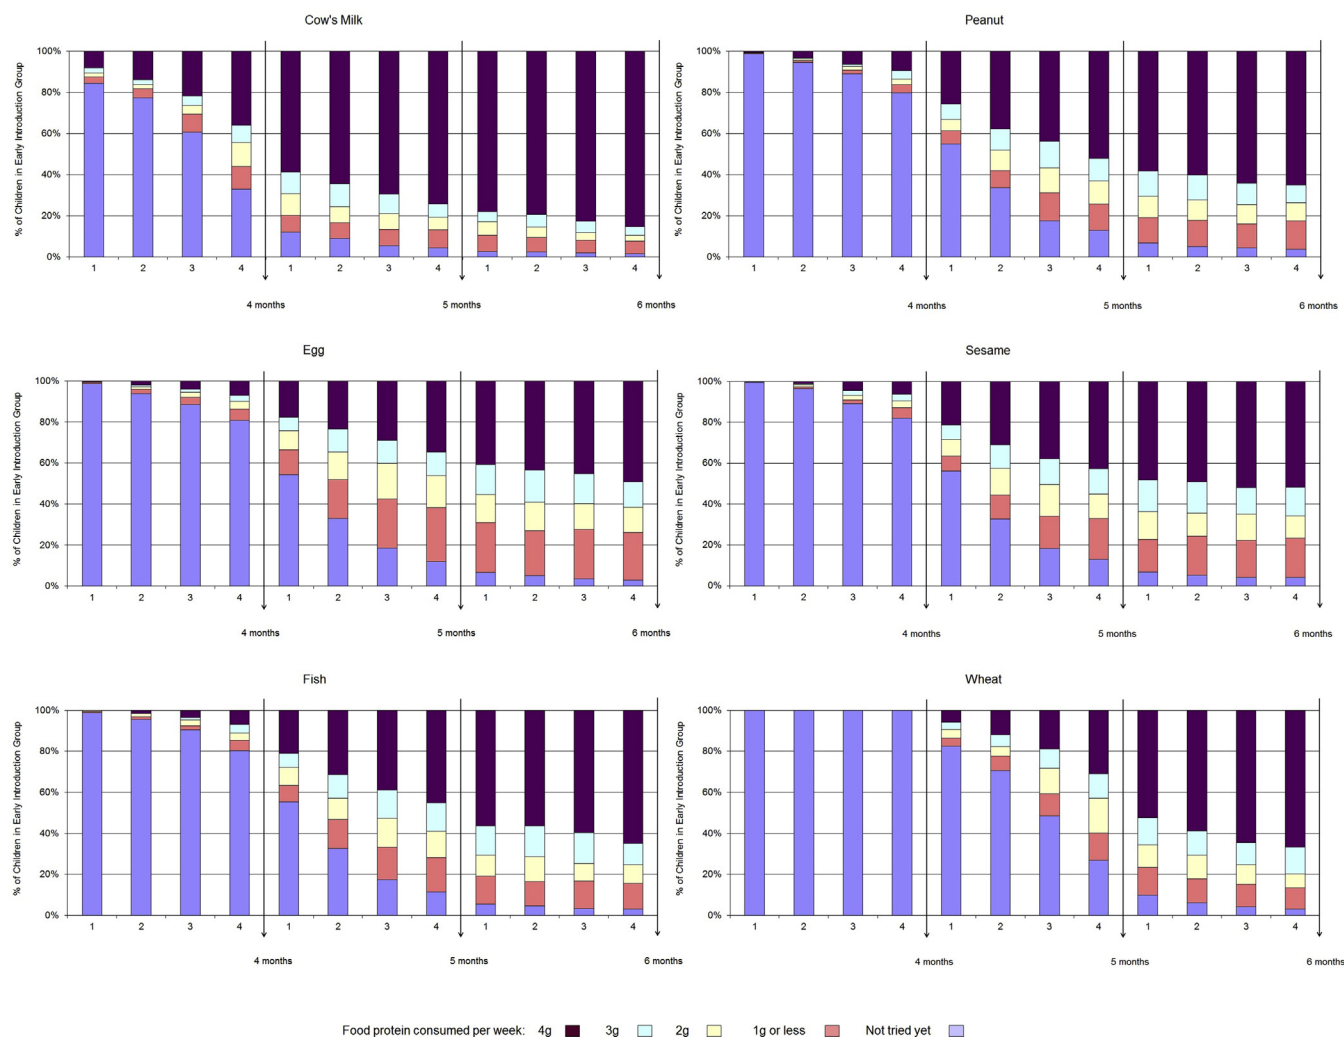 Cow's Milk
% of Children in Early Introduction Group
100%
80%
60%
40%
20%
0%
1 2 3 4 1 2 3 4 1 2 3 4
4 months 5 months 6 months
Peanut
% of Children in Early Introduction Group
100%
80%
60%
40%
20%
0%
1 2 3 4 1 2 3 4 1 2 3 4
4 months 5 months 6 months
Egg
% of Children in Early Introduction Group
100%
80%
60%
40%
20%
0%
1 2 3 4 1 2 3 4 1 2 3 4
4 months 5 months 6 months
Sesame
% of Children in Early Introduction Group
100%
80%
60%
40%
20%
0%
1 2 3 4 1 2 3 4 1 2 3 4
4 months 5 months 6 months
Fish
% of Children in Early Introduction Group
100%
80%
60%
40%
20%
0%
1 2 3 4 1 2 3 4 1 2 3 4
4 months 5 months 6 months
Wheat
% of Children in Early Introduction Group
100%
80%
60%
40%
20%
0%
1 2 3 4 1 2 3 4 1 2 3 4
4 months 5 months 6 months
Food protein consumed per week: 4g 3g 2g 1g or less Not tried yet